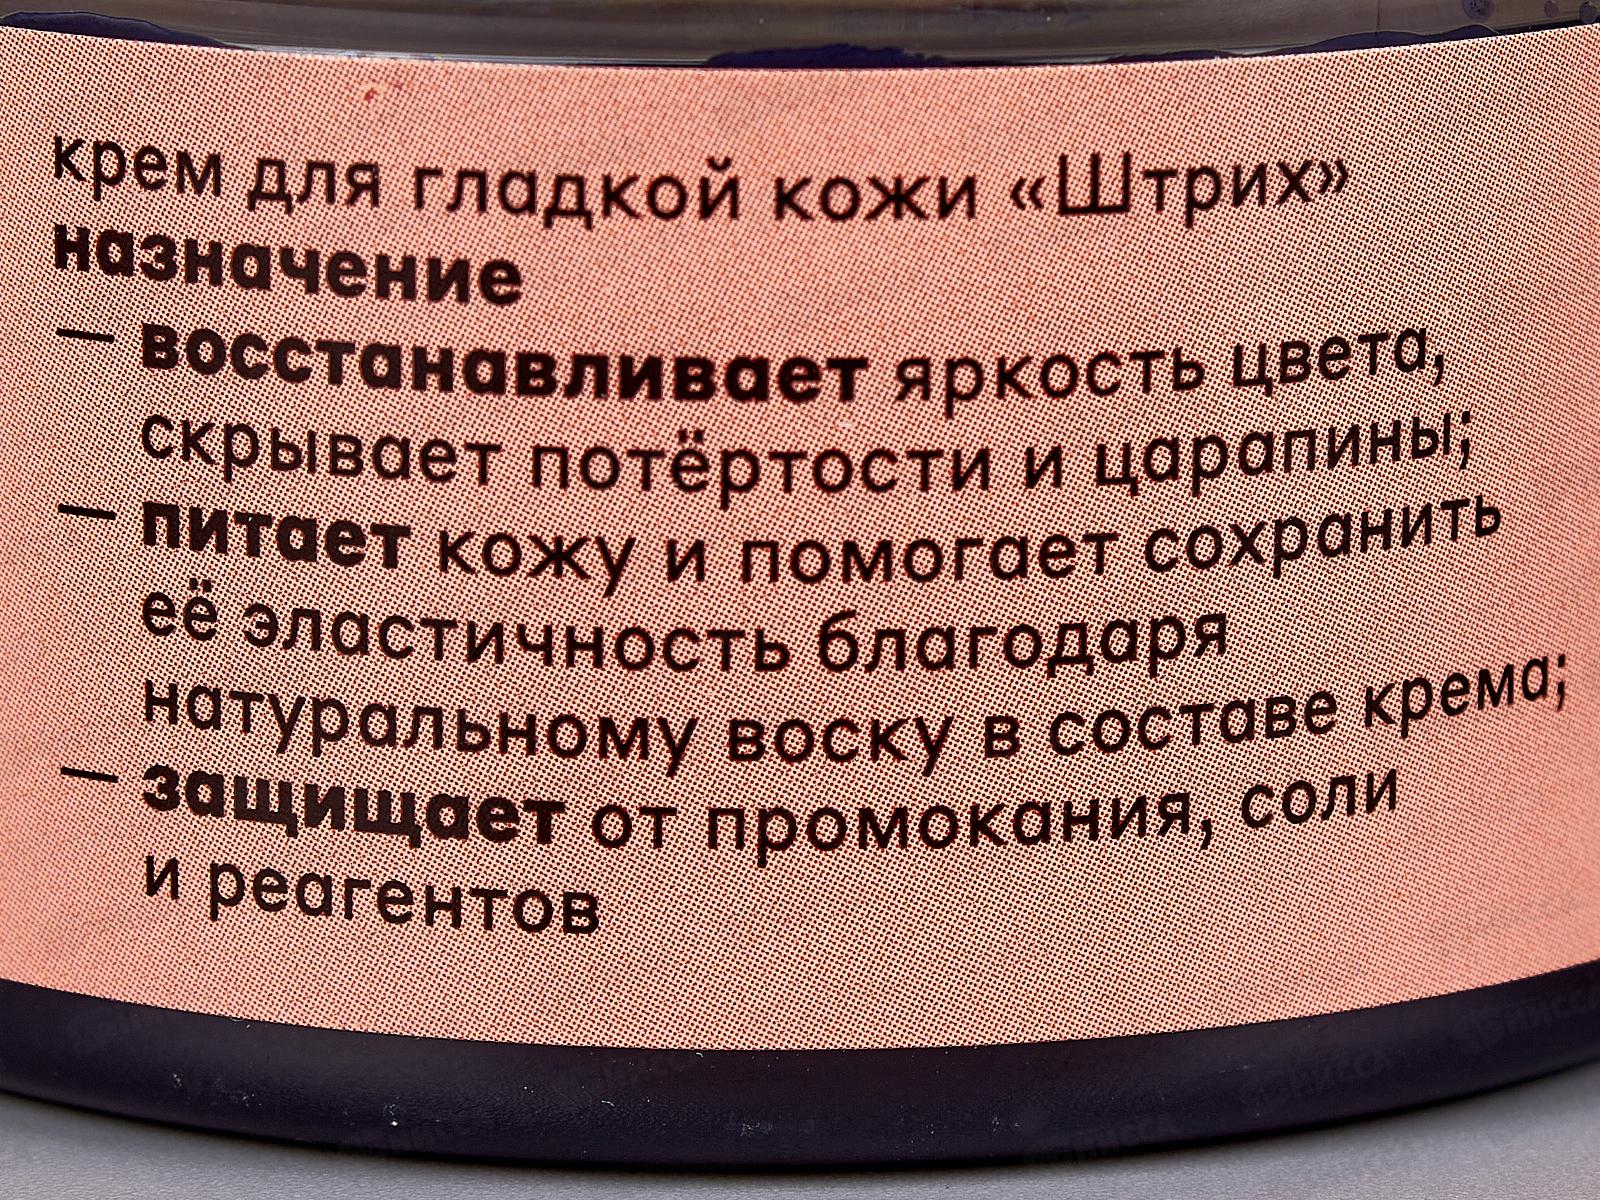 крем для гладкой кожи «Штрих»
назначение
— восстанавливает яркость цвета,
скрывает потёртости и царапины;
— питает кожу и помогает сохранить
её эластичность благодаря
натуральному воску в составе крема;
— защищает от промокания, соли
и реагентов